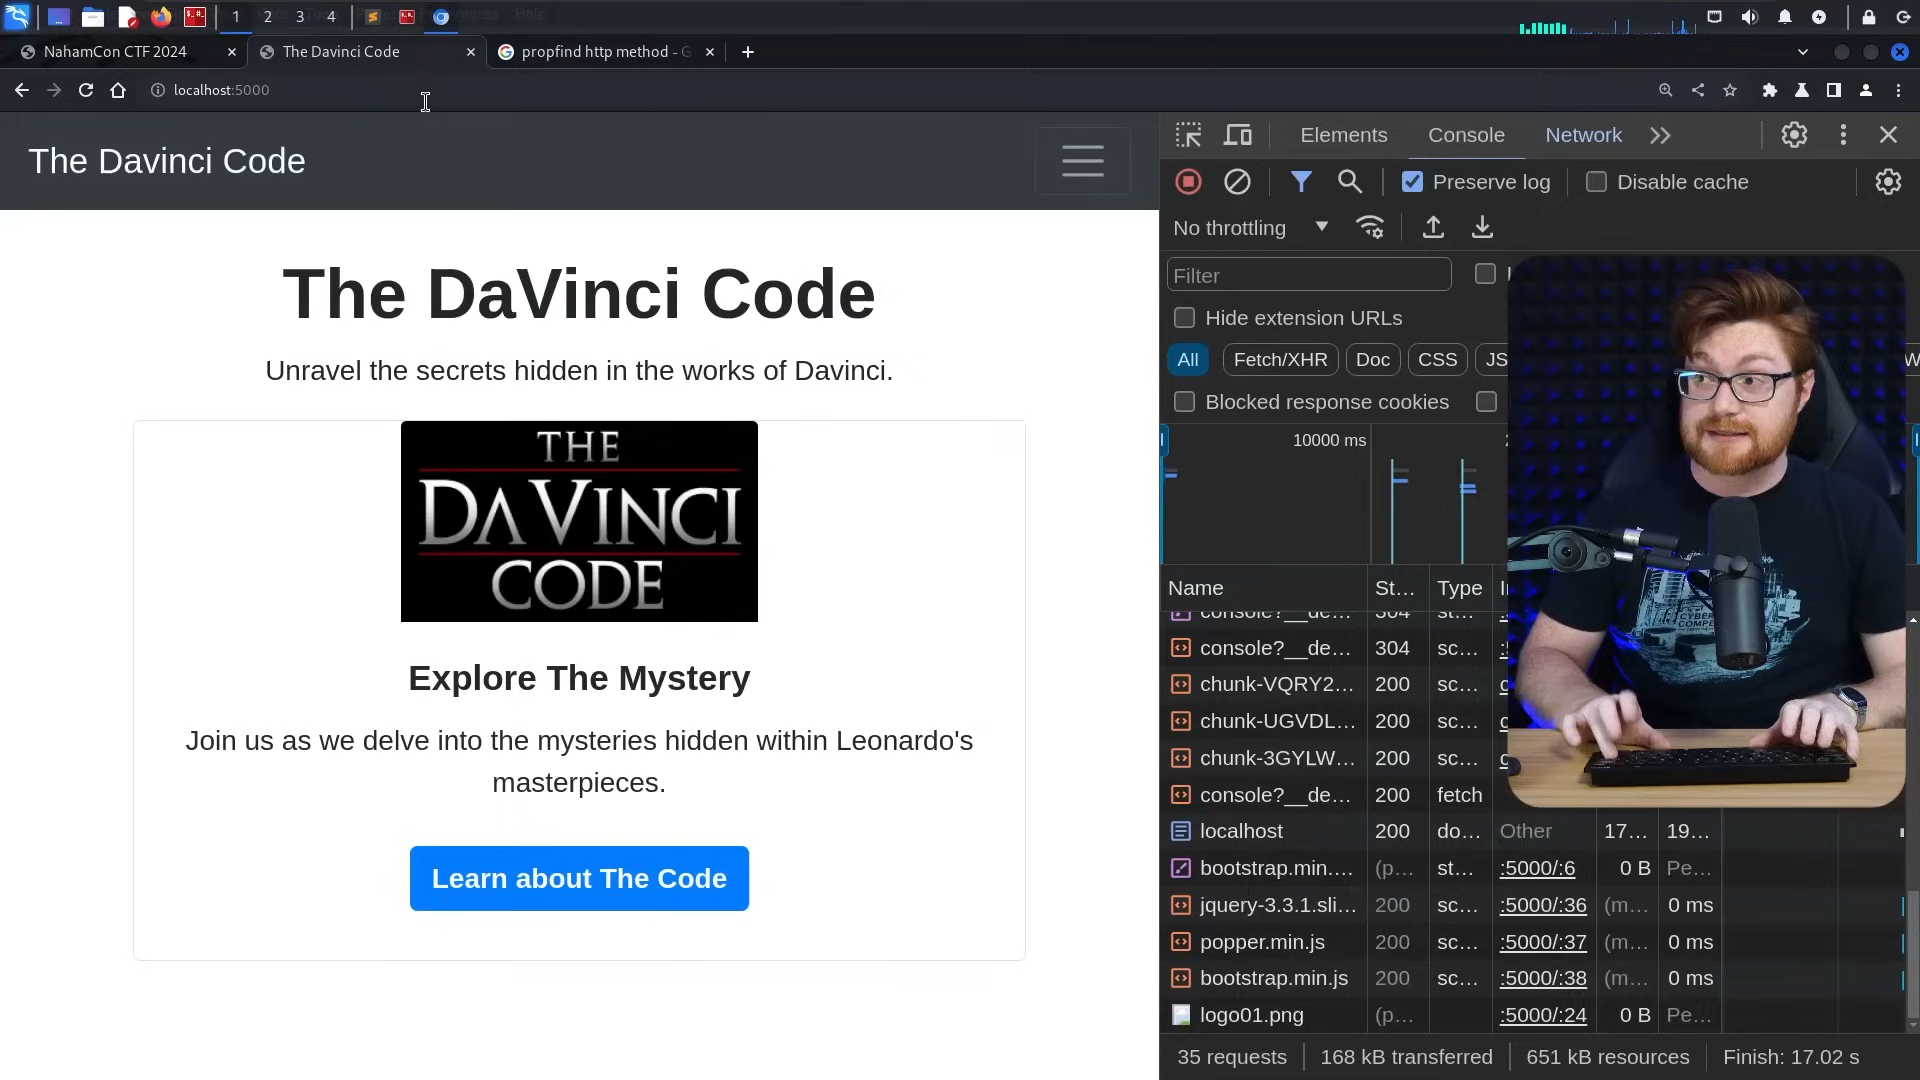 1 2 3 4
NahamCon CTF 2024
The Davinci Code
propfind http method - G
localhost:5000
The Davinci Code
The DaVinci Code
Unravel the secrets hidden in the works of Davinci.
THE
DAVINCI
CODE
Explore The Mystery
Join us as we delve into the mysteries hidden within Leonardo's
masterpieces.
Learn about The Code
Elements Console Network
Preserve log Disable cache
No throttling
Filter
Hide extension URLs
All Fetch/XHR Doc CSS JS
Blocked response cookies
10000 ms
Name St... Type
console?__de... 304 st...
console?__de... 304 sc...
chunk-VQRY2... 200 sc...
chunk-UGVDL... 200 sc...
chunk-3GYLW... 200 sc...
console?__de... 200 fetch
localhost 200 do... Other 17... 19...
bootstrap.min.... (p... st... :5000/:6 0 B Pe...
jquery-3.3.1.sli... 200 sc... :5000/:36 (m... 0 ms
popper.min.js 200 sc... :5000/:37 (m... 0 ms
bootstrap.min.js 200 sc... :5000/:38 (m... 0 ms
logo01.png (p... :5000/:24 0 B Pe...
35 requests 168 kB transferred 651 kB resources Finish: 17.02 s